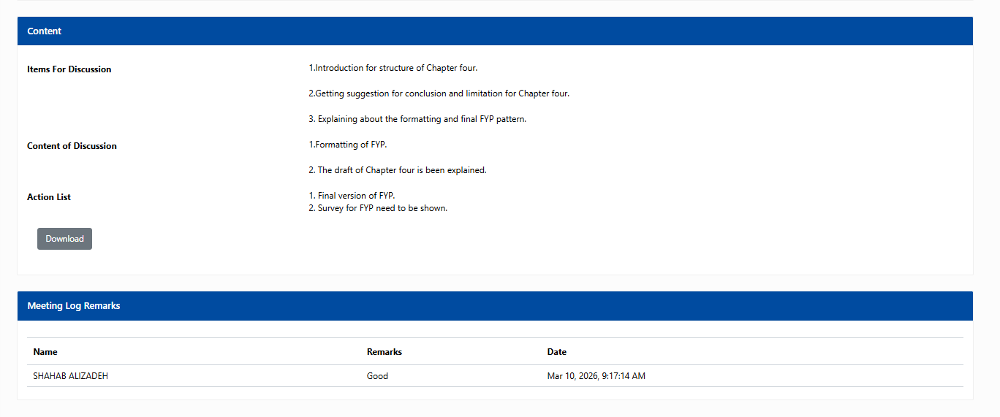 Content
Items For Discussion
1.Introduction for structure of Chapter four.
2.Getting suggestion for conclusion and limitation for Chapter four.
3. Explaining about the formatting and final FYP pattern.
Content of Discussion
1.Formatting of FYP.
2. The draft of Chapter four is been explained.
Action List
1. Final version of FYP.
2. Survey for FYP need to be shown.
Download
Meeting Log Remarks
Name Remarks Date
SHAHAB ALIZADEH Good Mar 10, 2026, 9:17:14 AM